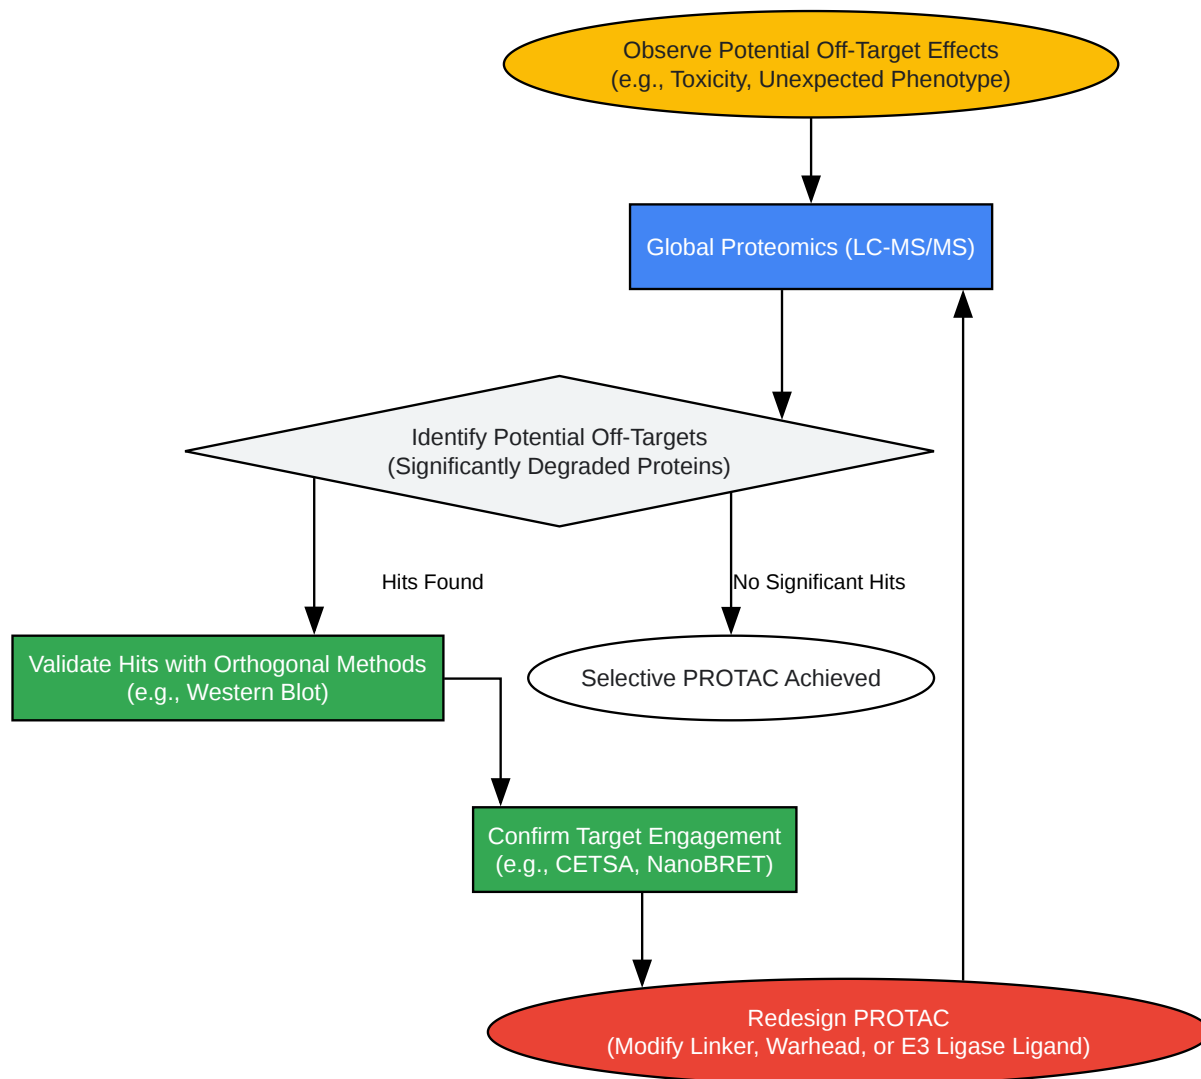 Observe Potential Off-Target Effects
(e.g., Toxicity, Unexpected Phenotype)
Global Proteomics (LC-MS/MS)
Identify Potential Off-Targets
(Significantly Degraded Proteins)
Hits Found
No Significant Hits
Validate Hits with Orthogonal Methods
(e.g., Western Blot)
Selective PROTAC Achieved
Confirm Target Engagement
(e.g., CETSA, NanoBRET)
Redesign PROTAC
(Modify Linker, Warhead, or E3 Ligase Ligand)